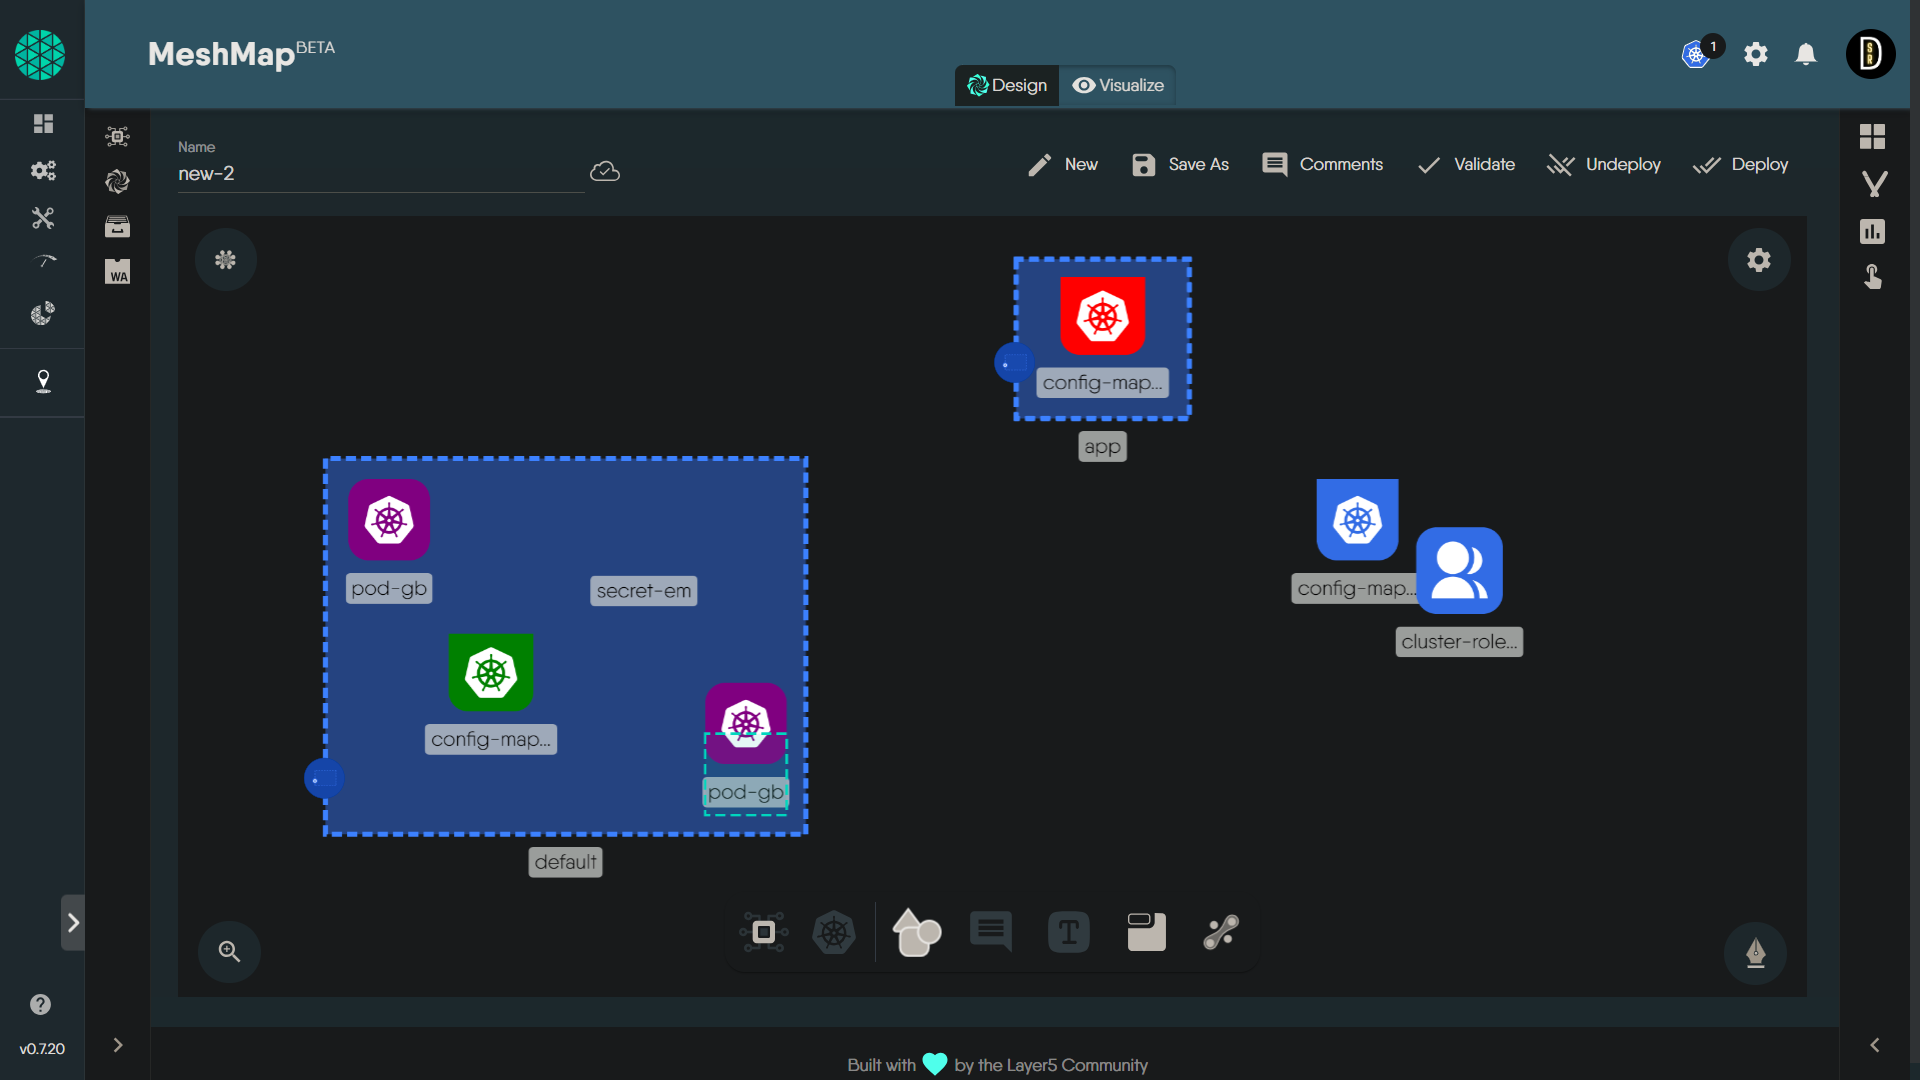 MeshMap BETA
1
D
SR
Design
Visualize
Name
new-2
New
Save As
Comments
Validate
Undeploy
Deploy
WA
config-map...
app
pod-gb
secret-em
config-map...
cluster-role...
config-map...
pod-gb
default
T
?
v0.7.20
Built with by the Layer5 Community